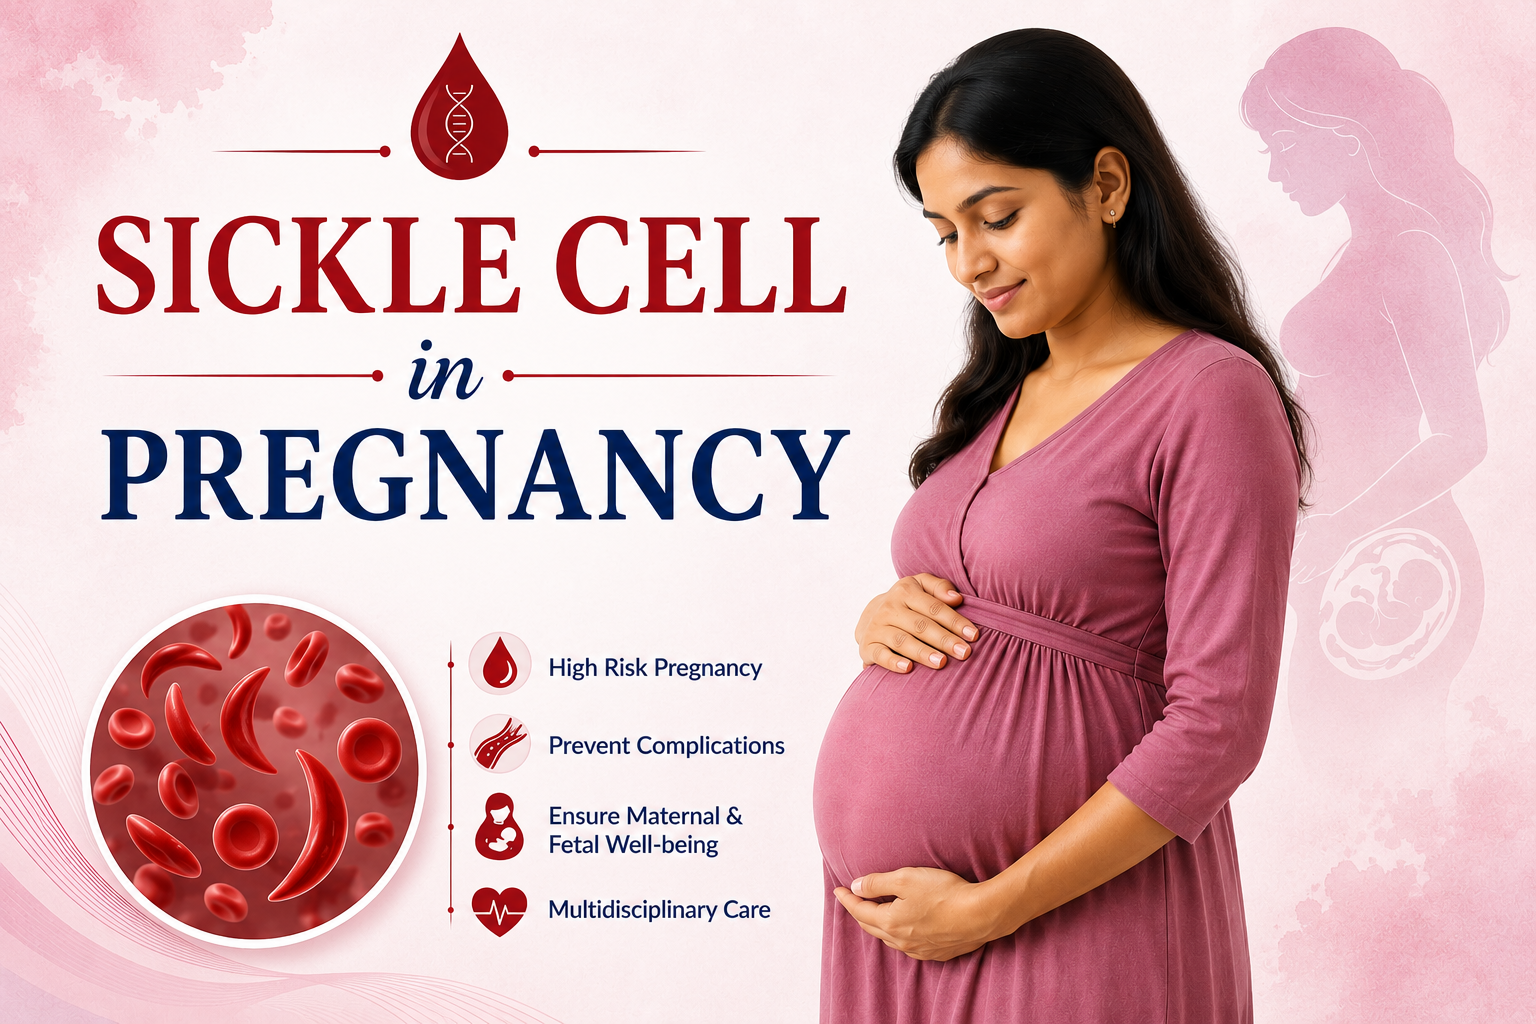 SICKLE CELL
in
PREGNANCY
High Risk Pregnancy
Prevent Complications
Ensure Maternal &
Fetal Well-being
Multidisciplinary Care